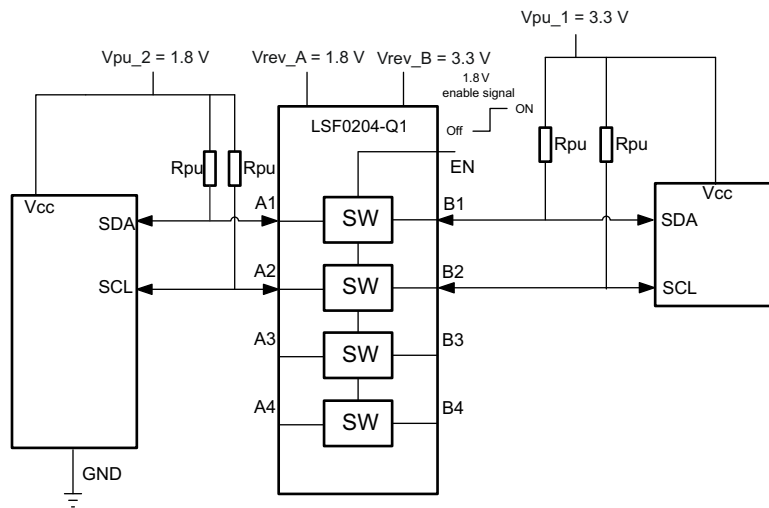 Vpu_1 = 3.3 V
Vpu_2 = 1.8 V
Vrev_A = 1.8 V
Vrev_B = 3.3 V
1.8 V
enable signal
ON
Off
LSF0204-Q1
EN
Rpu
Rpu
Rpu
Rpu
Vcc
Vcc
SDA
A1
SW
B1
SDA
SCL
A2
SW
B2
SCL
A3
SW
B3
A4
SW
B4
GND